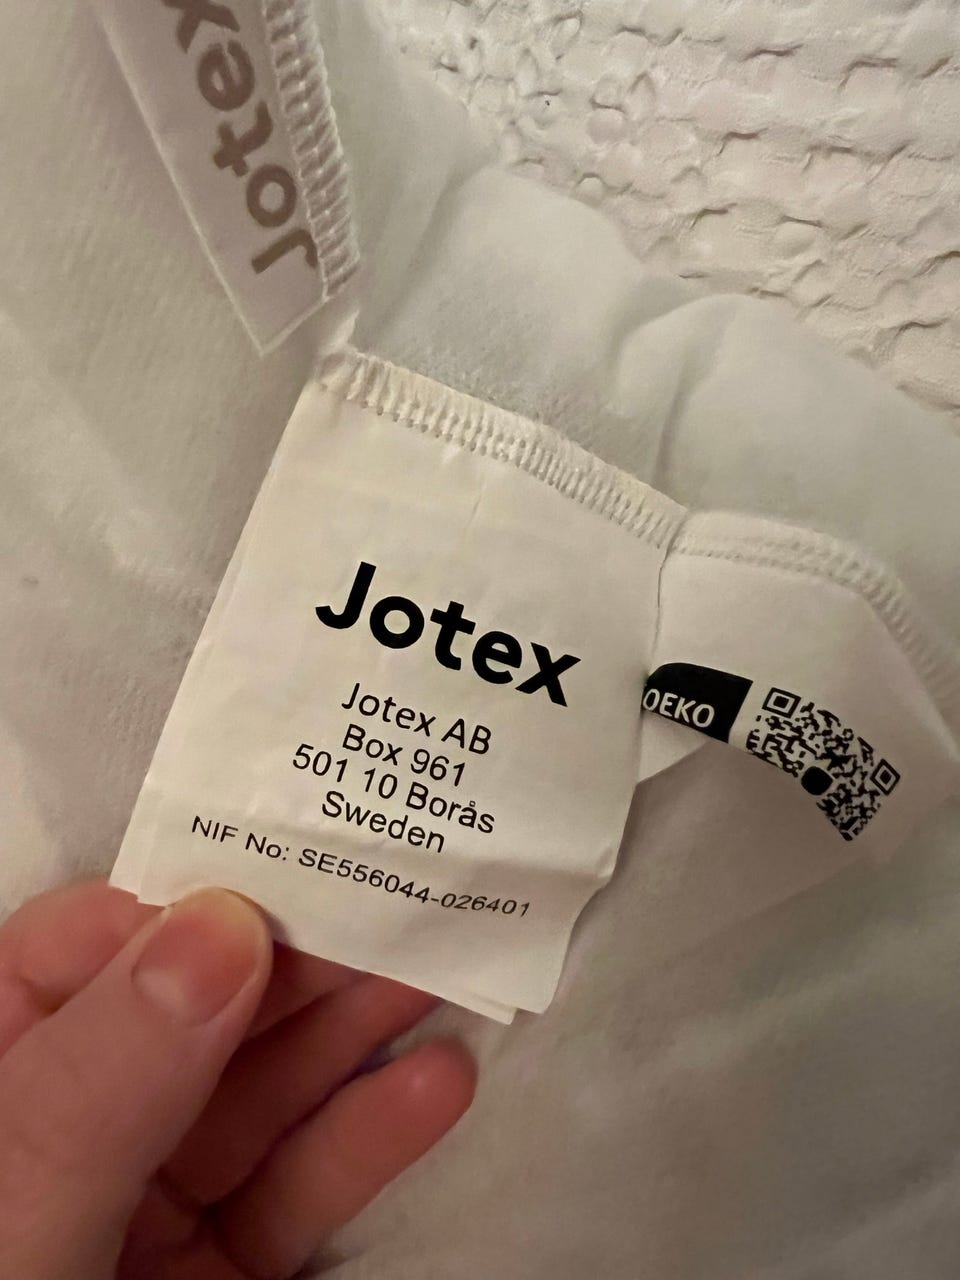 Jotex
Jotex
Jotex AB
Box 961
501 10 Borås
Sweden
NIF No: SE556044-026401
OEKO